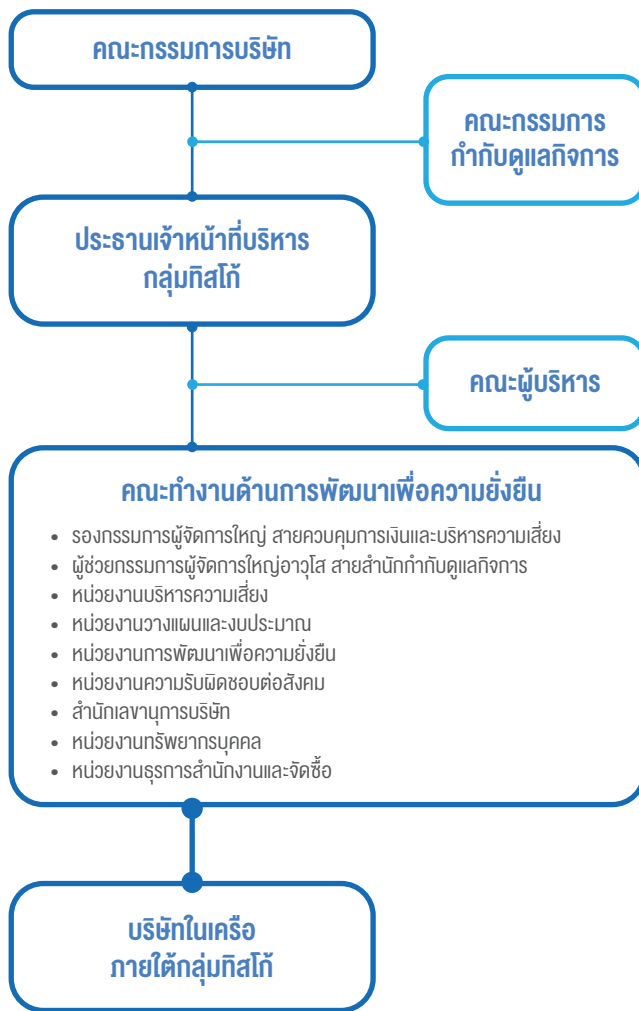 คณะกรรมการบริษัท
คณะกรรมการ
กำกับดูแลกิจการ
ประธานเจ้าหน้าที่บริหาร
กลุ่มทิสโก้
คณะผู้บริหาร
คณะทำงานด้านการพัฒนาเพื่อความยั่งยืน
• รองกรรมการผู้จัดการใหญ่ สายควบคุมการเงินและบริหารความเสี่ยง
• ผู้ช่วยกรรมการผู้จัดการใหญ่อาวุโส สายสำนักกำกับดูแลกิจการ
• หน่วยงานบริหารความเสี่ยง
• หน่วยงานวางแผนและงบประมาณ
• หน่วยงานการพัฒนาเพื่อความยั่งยืน
• หน่วยงานความรับผิดชอบต่อสังคม
• สำนักเลขานุการบริษัท
• หน่วยงานทรัพยากรบุคคล
• หน่วยงานธุรการสำนักงานและจัดซื้อ
บริษัทในเครือ
ภายใต้กลุ่มทิสโก้